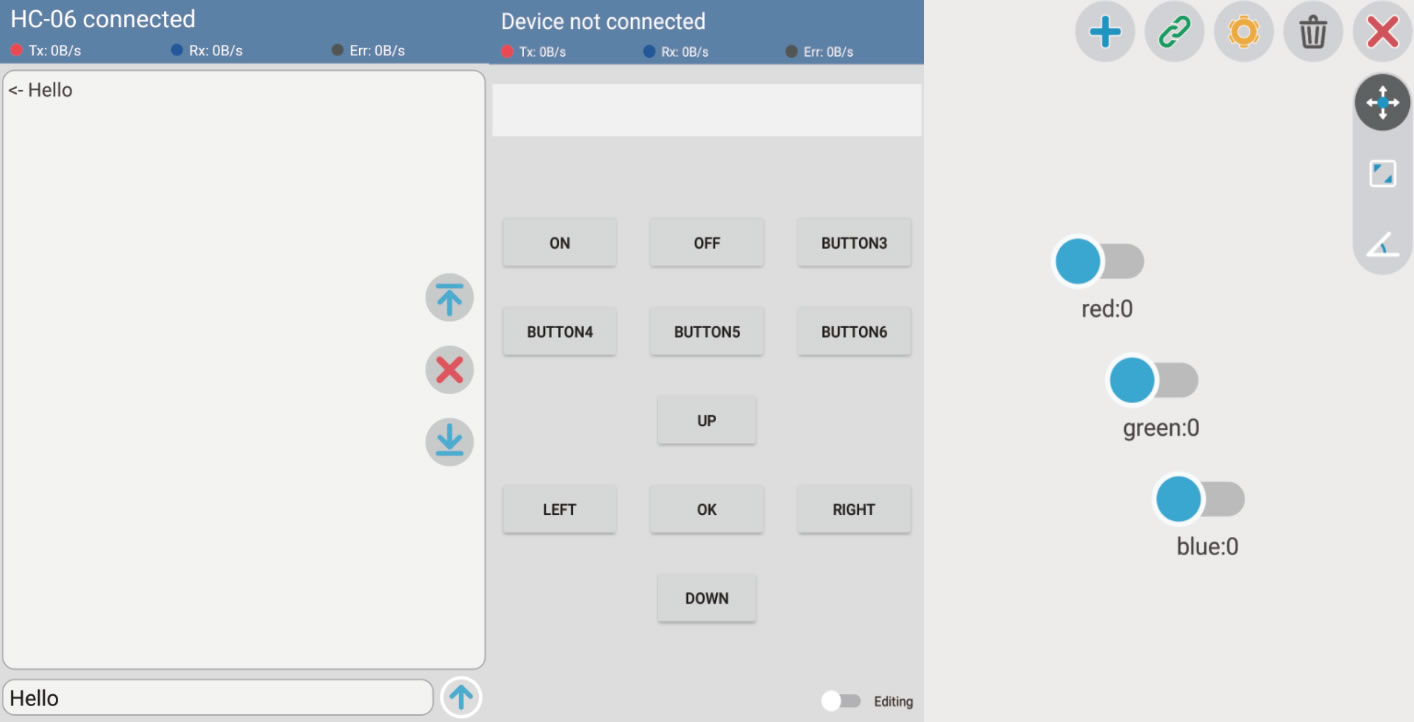 HC-06 connected
Tx: 0B/s Rx: 0B/s Err: 0B/s
<- Hello
Hello
Device not connected
Tx: 0B/s Rx: 0B/s Err: 0B/s
ON OFF BUTTON3
BUTTON4 BUTTON5 BUTTON6
UP
LEFT OK RIGHT
DOWN
Editing
red:0
green:0
blue:0